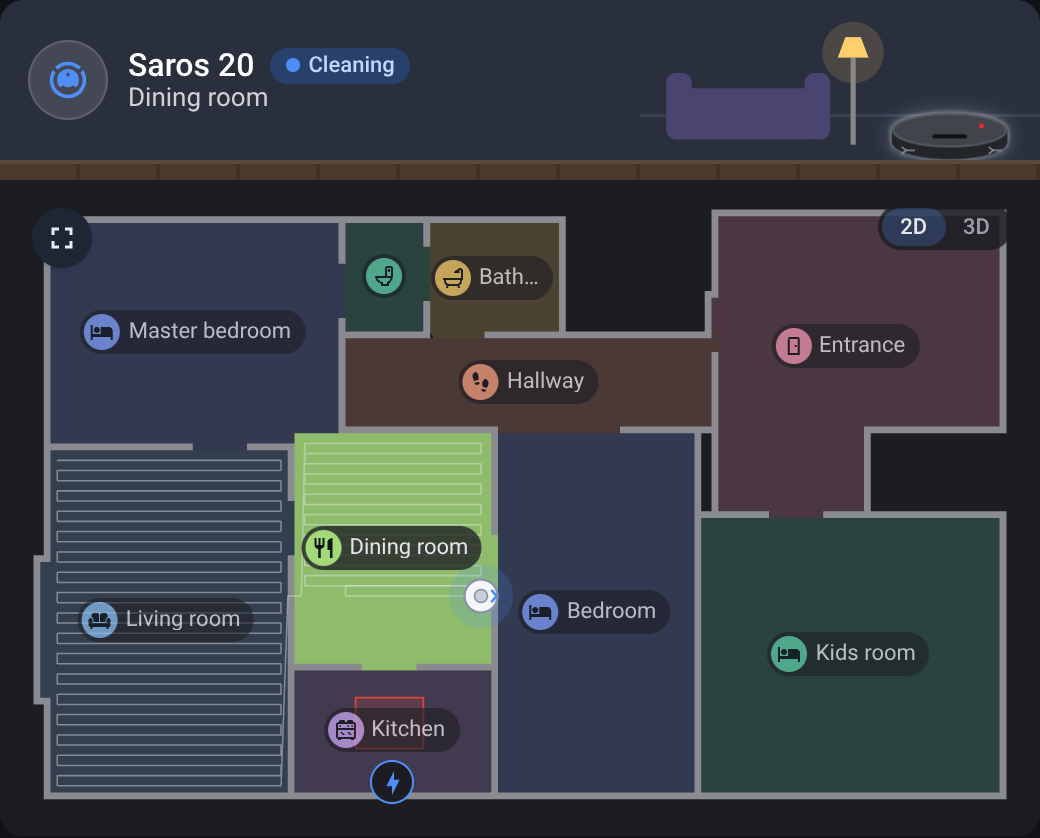 Saros 20
Cleaning
Dining room
2D
3D
Bath...
Master bedroom
Entrance
Hallway
Dining room
Bedroom
Living room
Kids room
Kitchen